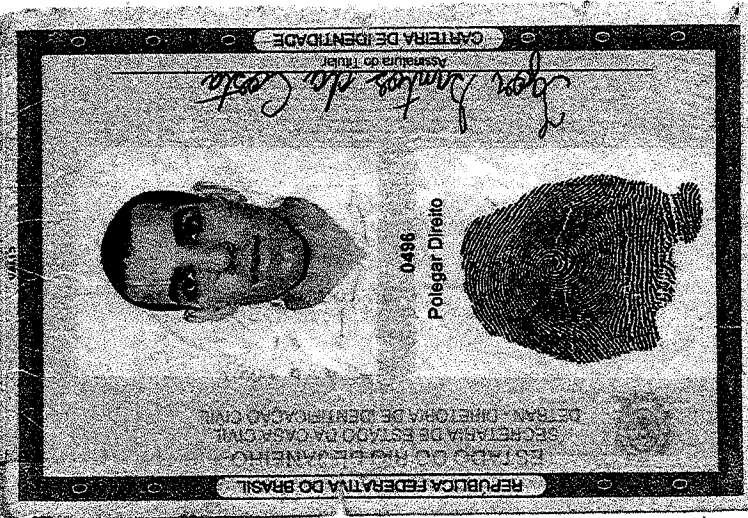 REPÚBLICA FEDERATIVA DO BRASIL
ESTADO DO RIO DE JANEIRO
SECRETARIA DE ESTADO DA CASA CIVIL
DETRAN - DIRETORIA DE IDENTIFICAÇÃO CIVIL
0496
Polegar Direito
Igor Santos da Costa
Assinatura do Titular
CARTEIRA DE IDENTIDADE